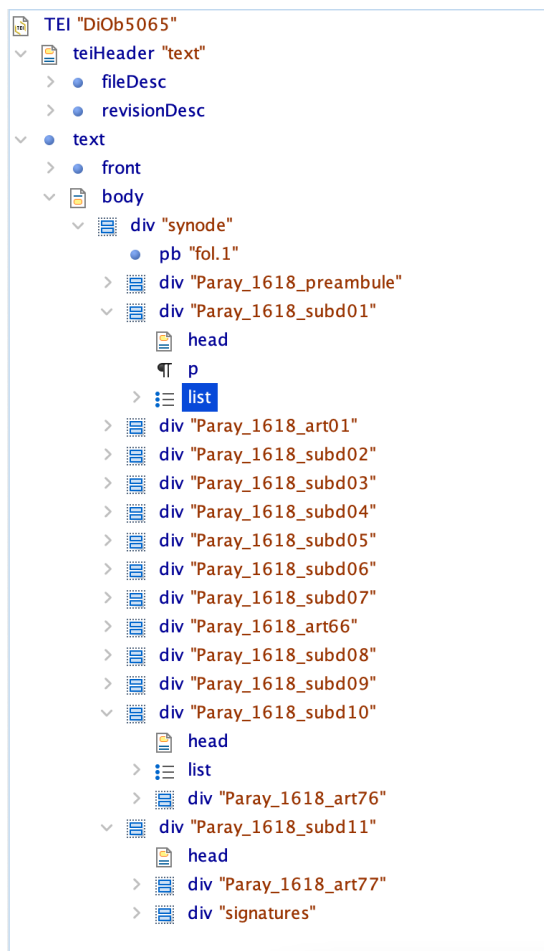 TEI "DiOb5065"
teiHeader "text"
fileDesc
revisionDesc
text
front
body
div "synode"
pb "fol.1"
div "Paray_1618_preambule"
div "Paray_1618_subd01"
head
¶ p
list
div "Paray_1618_art01"
div "Paray_1618_subd02"
div "Paray_1618_subd03"
div "Paray_1618_subd04"
div "Paray_1618_subd05"
div "Paray_1618_subd06"
div "Paray_1618_subd07"
div "Paray_1618_art66"
div "Paray_1618_subd08"
div "Paray_1618_subd09"
div "Paray_1618_subd10"
head
list
div "Paray_1618_art76"
div "Paray_1618_subd11"
head
div "Paray_1618_art77"
div "signatures"